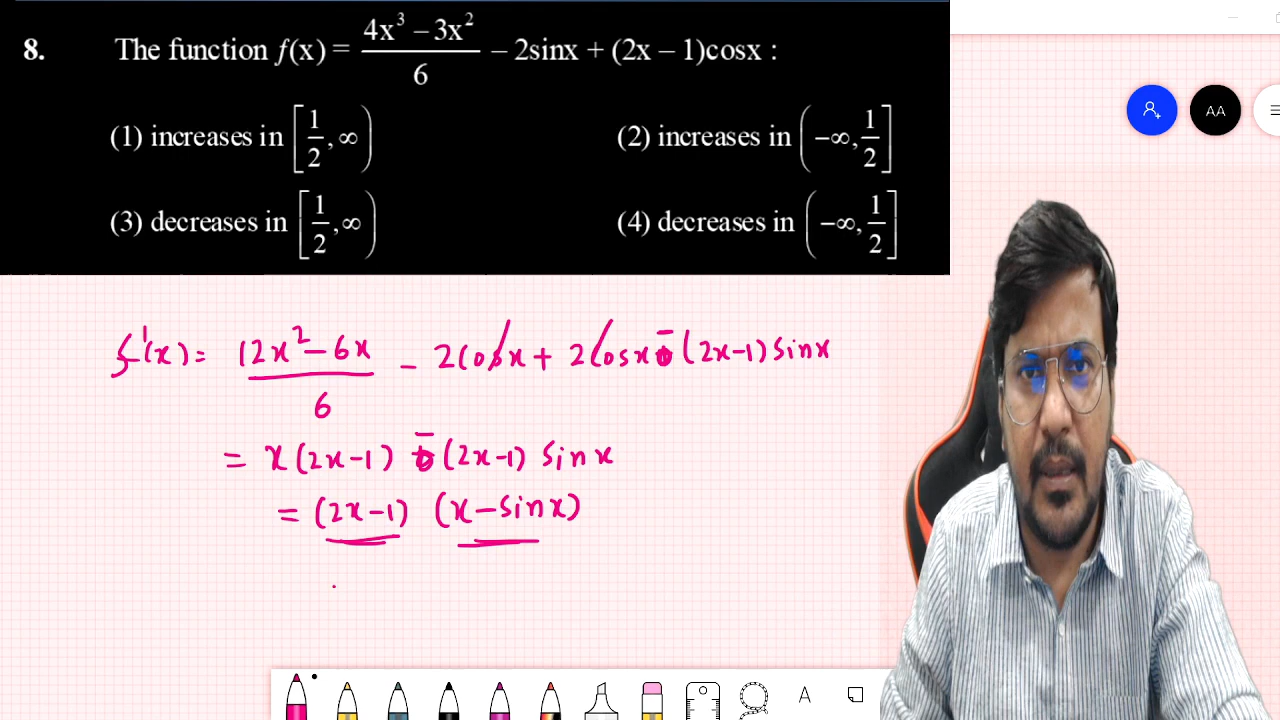 8. The function f(x) = (4x³ – 3x²)/6 – 2sinx + (2x – 1)cosx :
(1) increases in [1/2, ∞) (2) increases in (–∞, 1/2]
(3) decreases in [1/2, ∞) (4) decreases in (–∞, 1/2]
AA
f'(x) = (12x² – 6x)/6 – 2cosx + 2cosx – (2x–1) sinx
= x(2x–1) – (2x–1) sinx
= (2x–1) (x–sinx)
A